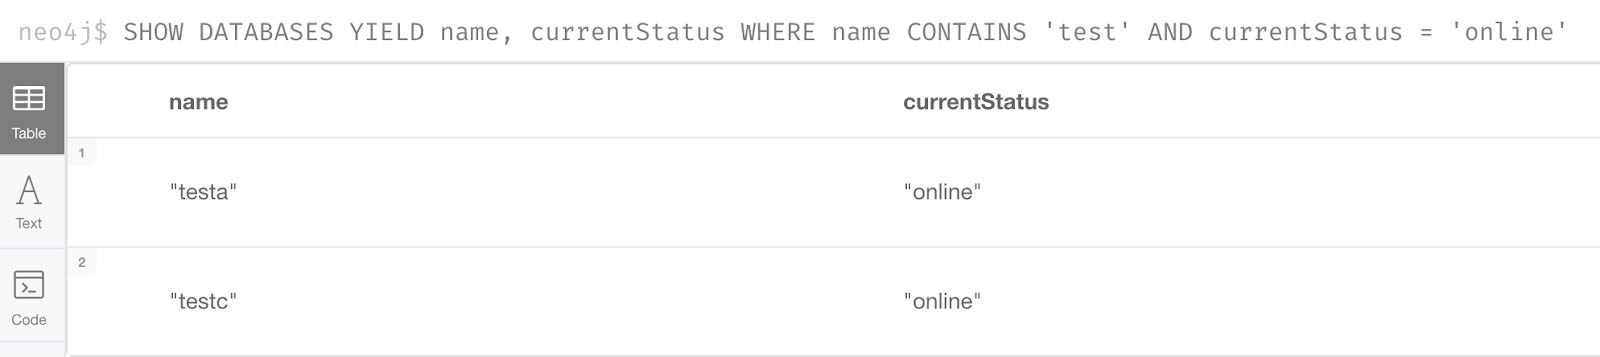 neo4j$ SHOW DATABASES YIELD name, currentStatus WHERE name CONTAINS 'test' AND currentStatus = 'online'
name currentStatus
Table
1
"testa" "online"
Text
2
"testc" "online"
Code